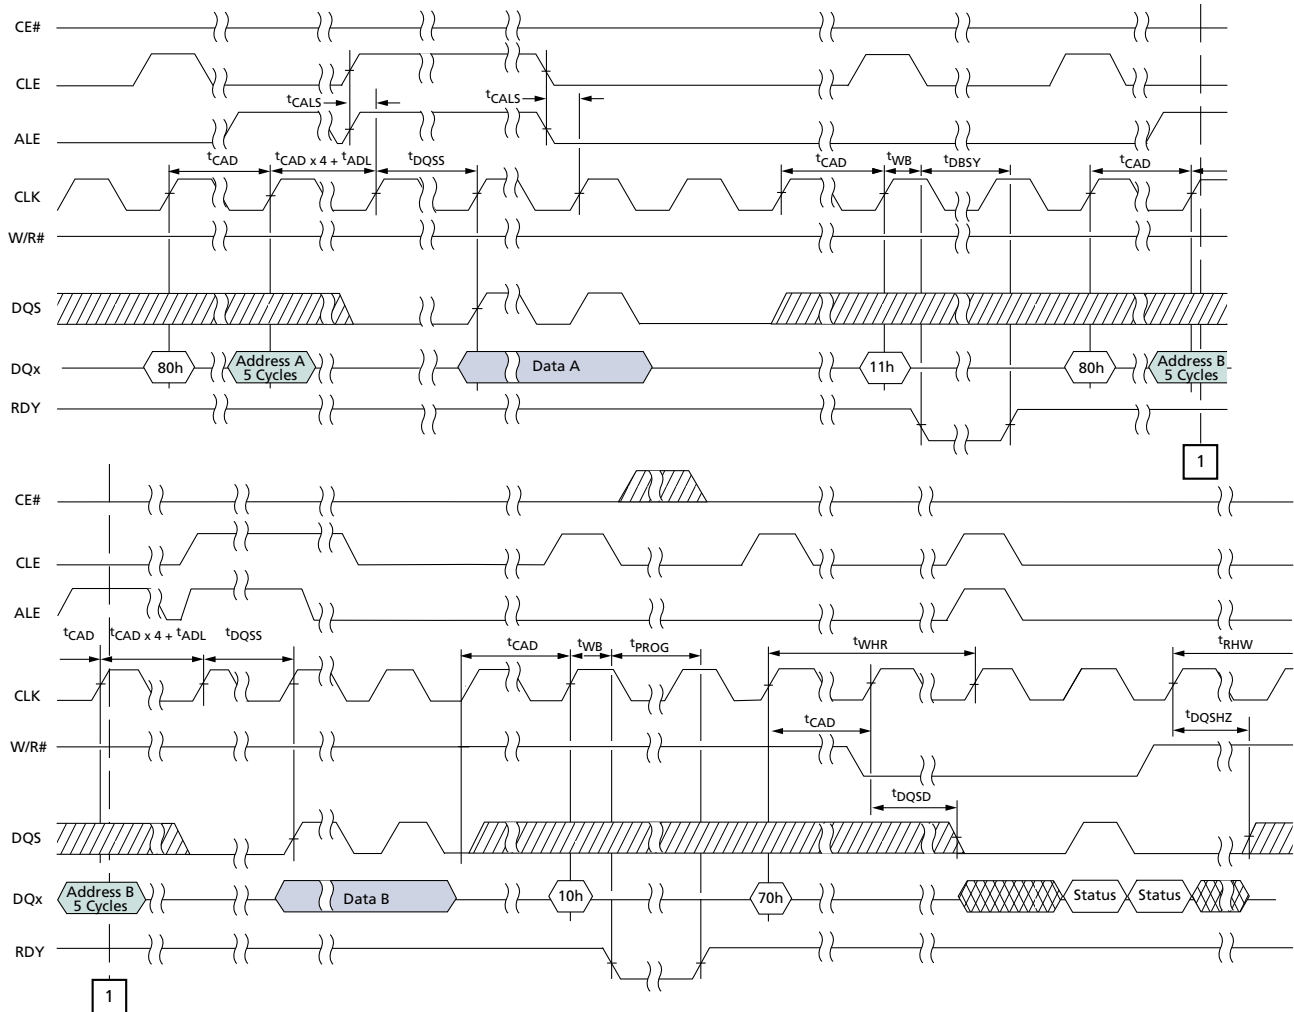 CE#
CLE
tCALS
tCALS
ALE
tCAD
tCAD x 4 + tADL
tDQSS
tCAD
tWB
tDBSY
tCAD
CLK
W/R#
DQS
DQx
80h
Address A
5 Cycles
Data A
11h
80h
Address B
5 Cycles
RDY
1
CE#
CLE
ALE
tCAD
tCAD x 4 + tADL
tDQSS
tCAD
tWB
tPROG
tWHR
tRHW
CLK
tCAD
tDQSHZ
W/R#
tDQSD
DQS
DQx
Address B
5 Cycles
Data B
10h
70h
Status
Status
RDY
1